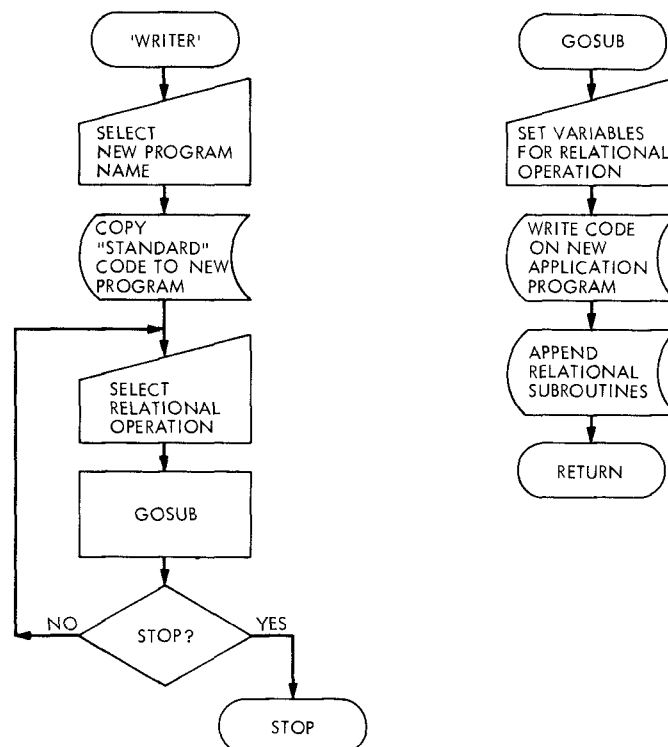 'WRITER'
SELECT
NEW PROGRAM
NAME
COPY
"STANDARD"
CODE TO NEW
PROGRAM
SELECT
RELATIONAL
OPERATION
GOSUB
NO
STOP?
YES
STOP
GOSUB
SET VARIABLES
FOR RELATIONAL
OPERATION
WRITE CODE
ON NEW
APPLICATION
PROGRAM
APPEND
RELATIONAL
SUBROUTINES
RETURN